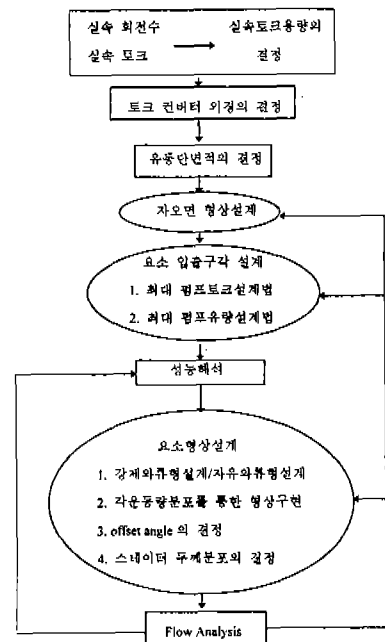 실속 회전수
실속 토크
실속토크용량의
결정
토크 컨버터 외경의 결정
유동단면적의 결정
자오면 형상설계
요소 입출구각 설계
1. 최대 펌프토크설계법
2. 최대 펌프유량설계법
성능해석
요소형상설계
1. 강제와류형설계/자유와류형설계
2. 각운동량분포를 통한 형상구현
3. offset angle 의 결정
4. 스테이터 두께분포의 결정
Flow Analysis